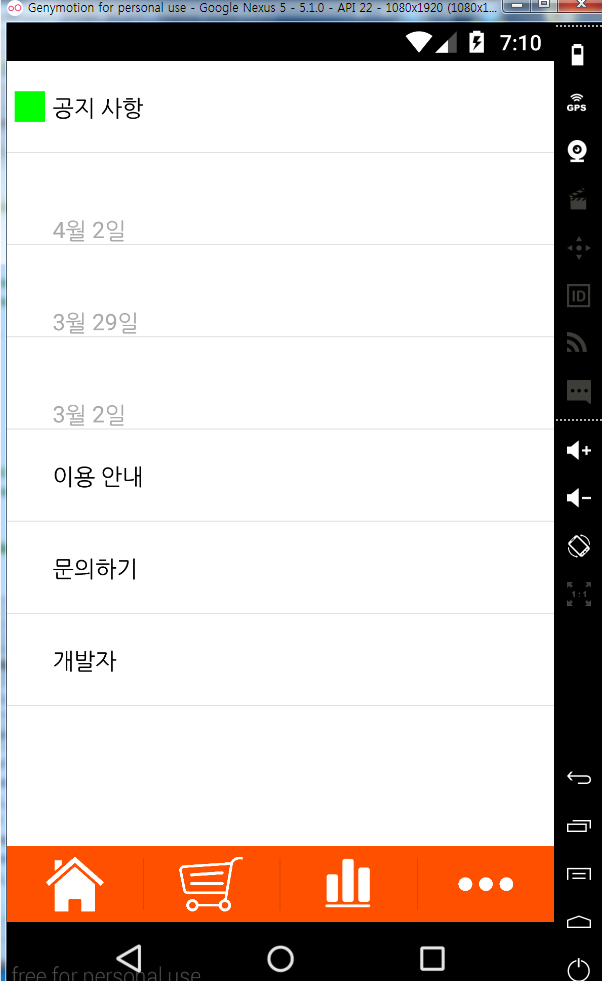 Genymotion for personal use - Google Nexus 5 - 5.1.0 - API 22 - 1080x1920 (1080x1...
7:10
GPS
공지 사항
4월 2일
ID
3월 29일
3월 2일
이용 안내
문의하기
1:1
개발자
free for personal use